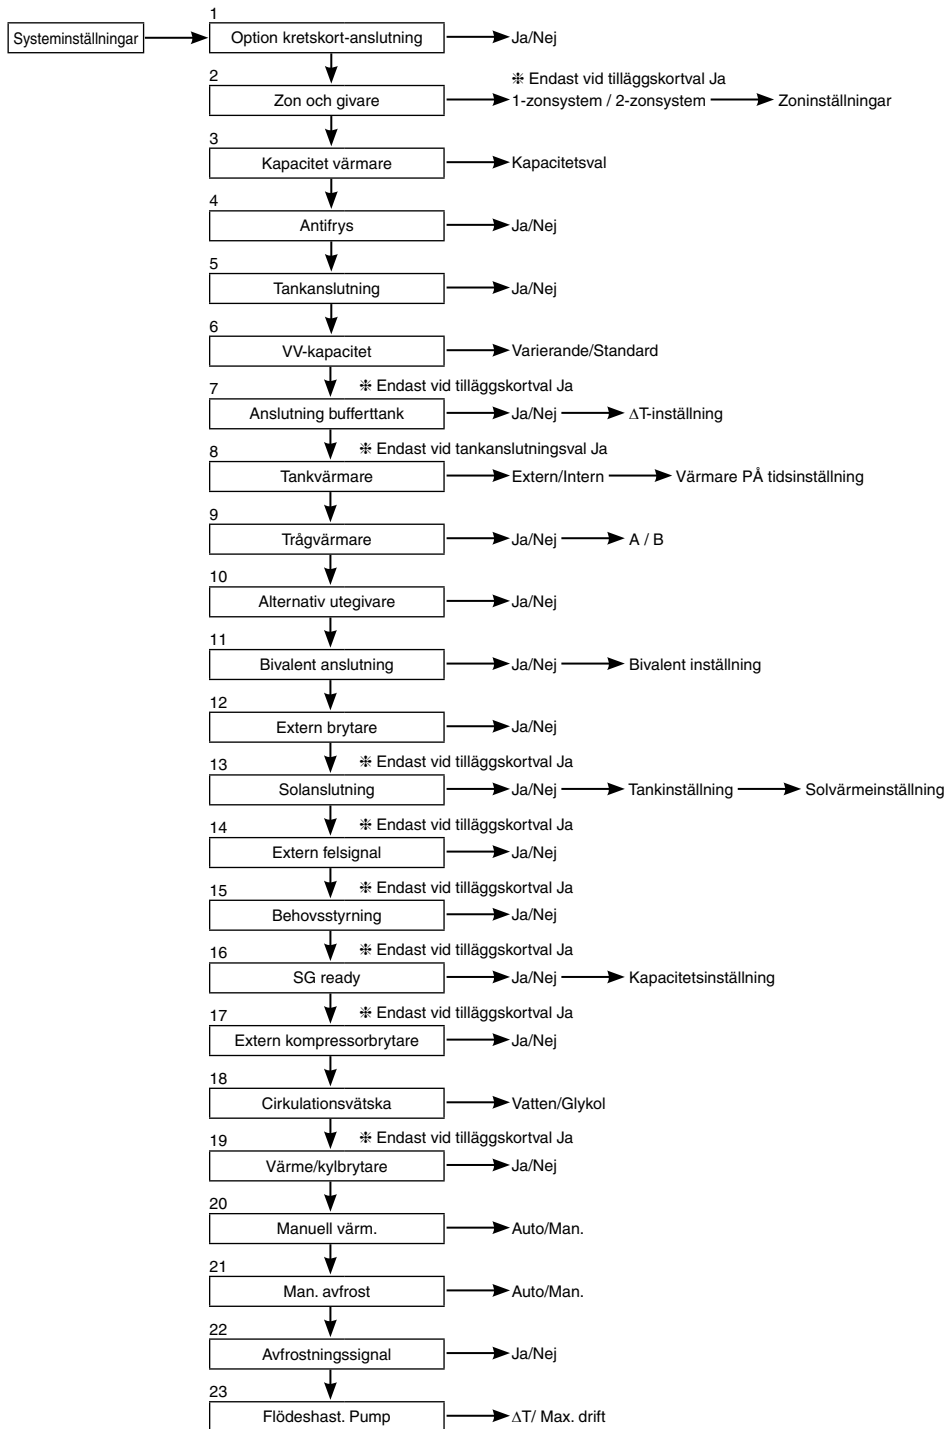 1
Systeminställningar
Option kretskort-anslutning
Ja/Nej
2
❈ Endast vid tilläggskortval Ja
Zon och givare
1-zonsystem / 2-zonsystem
Zoninställningar
3
Kapacitet värmare
Kapacitetsval
4
Antifrys
Ja/Nej
5
Tankanslutning
Ja/Nej
6
VV-kapacitet
Varierande/Standard
7
❈ Endast vid tilläggskortval Ja
Anslutning bufferttank
Ja/Nej
ΔT-inställning
8
❈ Endast vid tankanslutningsval Ja
Tankvärmare
Extern/Intern
Värmare PÅ tidsinställning
9
Trågvärmare
Ja/Nej
A / B
10
Alternativ utegivare
Ja/Nej
11
Bivalent anslutning
Ja/Nej
Bivalent inställning
12
Extern brytare
Ja/Nej
13
❈ Endast vid tilläggskortval Ja
Solanslutning
Ja/Nej
Tankinställning
Solvärmeinställning
14
❈ Endast vid tilläggskortval Ja
Extern felsignal
Ja/Nej
15
❈ Endast vid tilläggskortval Ja
Behovsstyrning
Ja/Nej
16
❈ Endast vid tilläggskortval Ja
SG ready
Ja/Nej
Kapacitetsinställning
17
❈ Endast vid tilläggskortval Ja
Extern kompressorbrytare
Ja/Nej
18
Cirkulationsvätska
Vatten/Glykol
19
❈ Endast vid tilläggskortval Ja
Värme/kylbrytare
Ja/Nej
20
Manuell värm.
Auto/Man.
21
Man. avfrost
Auto/Man.
22
Avfrostningssignal
Ja/Nej
23
Flödeshast. Pump
ΔT/ Max. drift